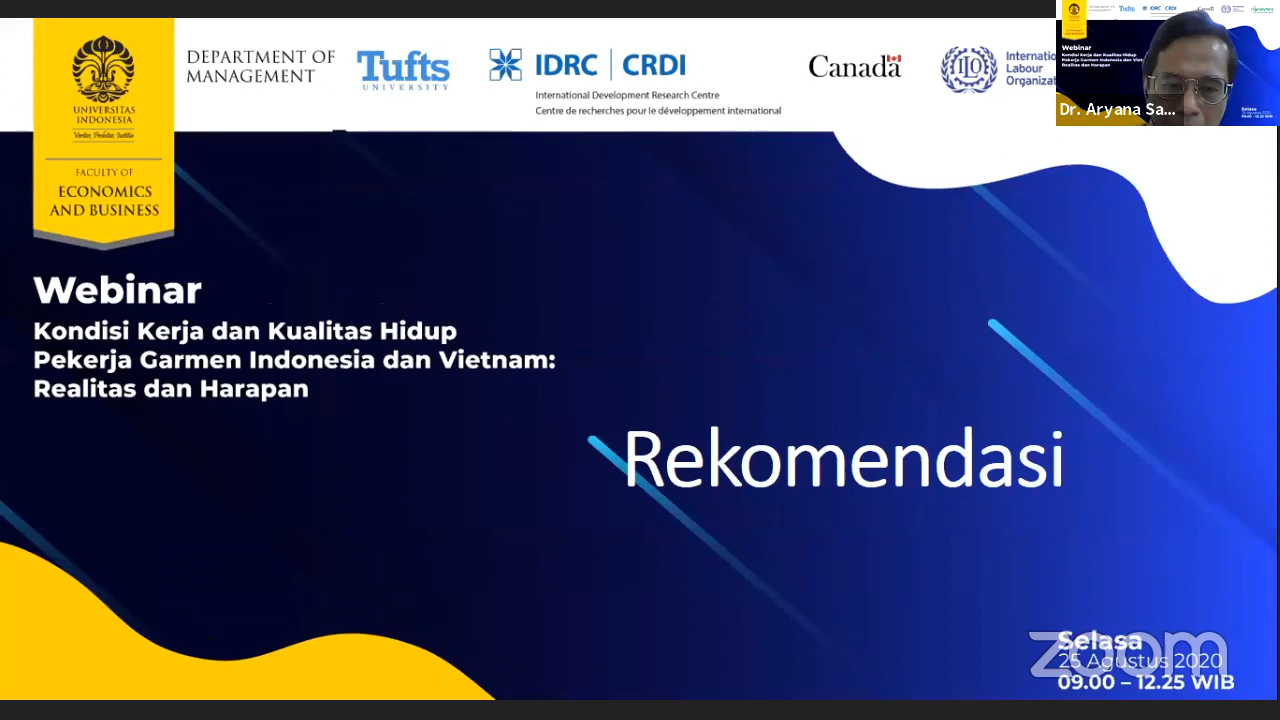 DEPARTMENT OF
MANAGEMENT
Tufts
UNIVERSITY
IDRC | CRDI
International Development Research Centre
Centre de recherches pour le développement international
Canada
ILO
Labour
UNIVERSITAS
INDONESIA
Veritas, Probitas, Iustitia
FACULTY OF
ECONOMICS
AND BUSINESS
Dr. Aryana Sa...
Webinar
Kondisi Kerja dan Kualitas Hidup
Pekerja Garmen Indonesia dan Vietnam:
Realitas dan Harapan
Rekomendasi
zoom
Selasa
25 Agustus 2020
09.00 – 12.25 WIB